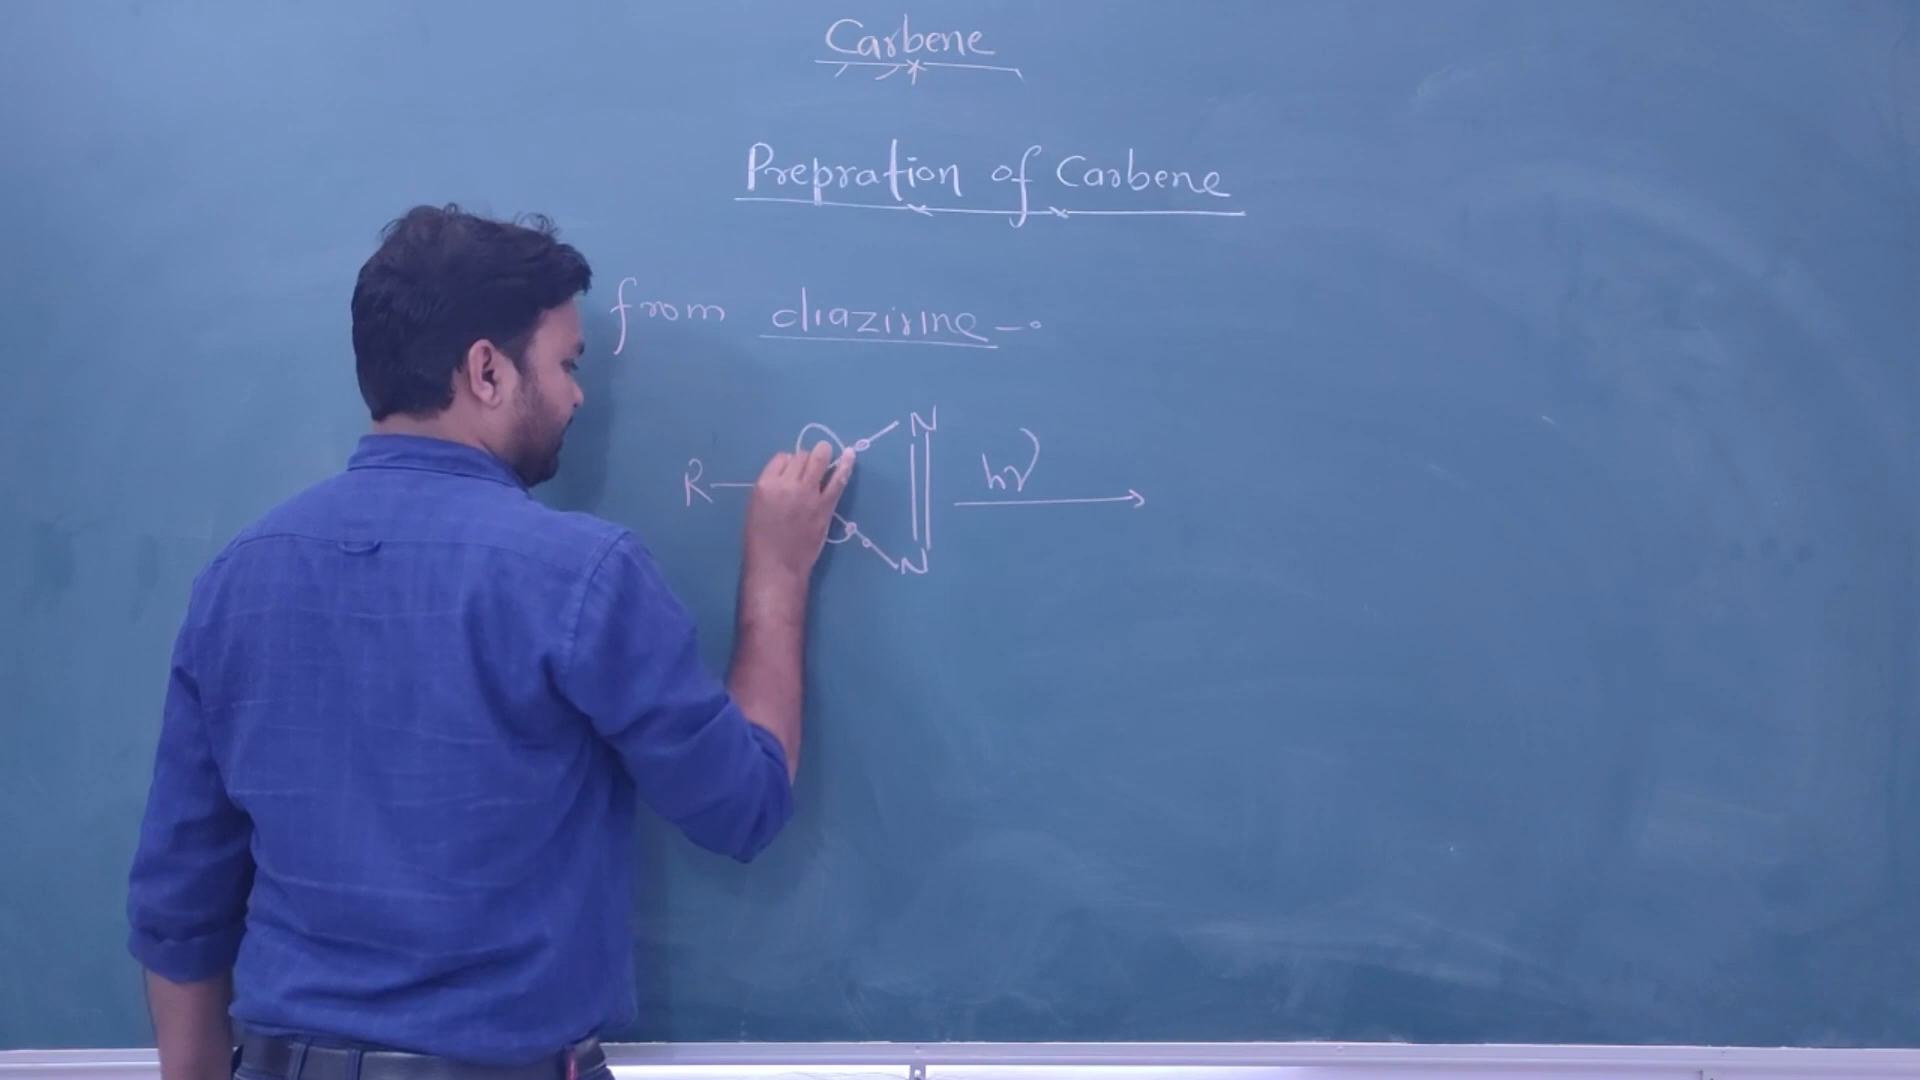 Carbene
Prepration of Carbene
from diazirine
N
R hν
N